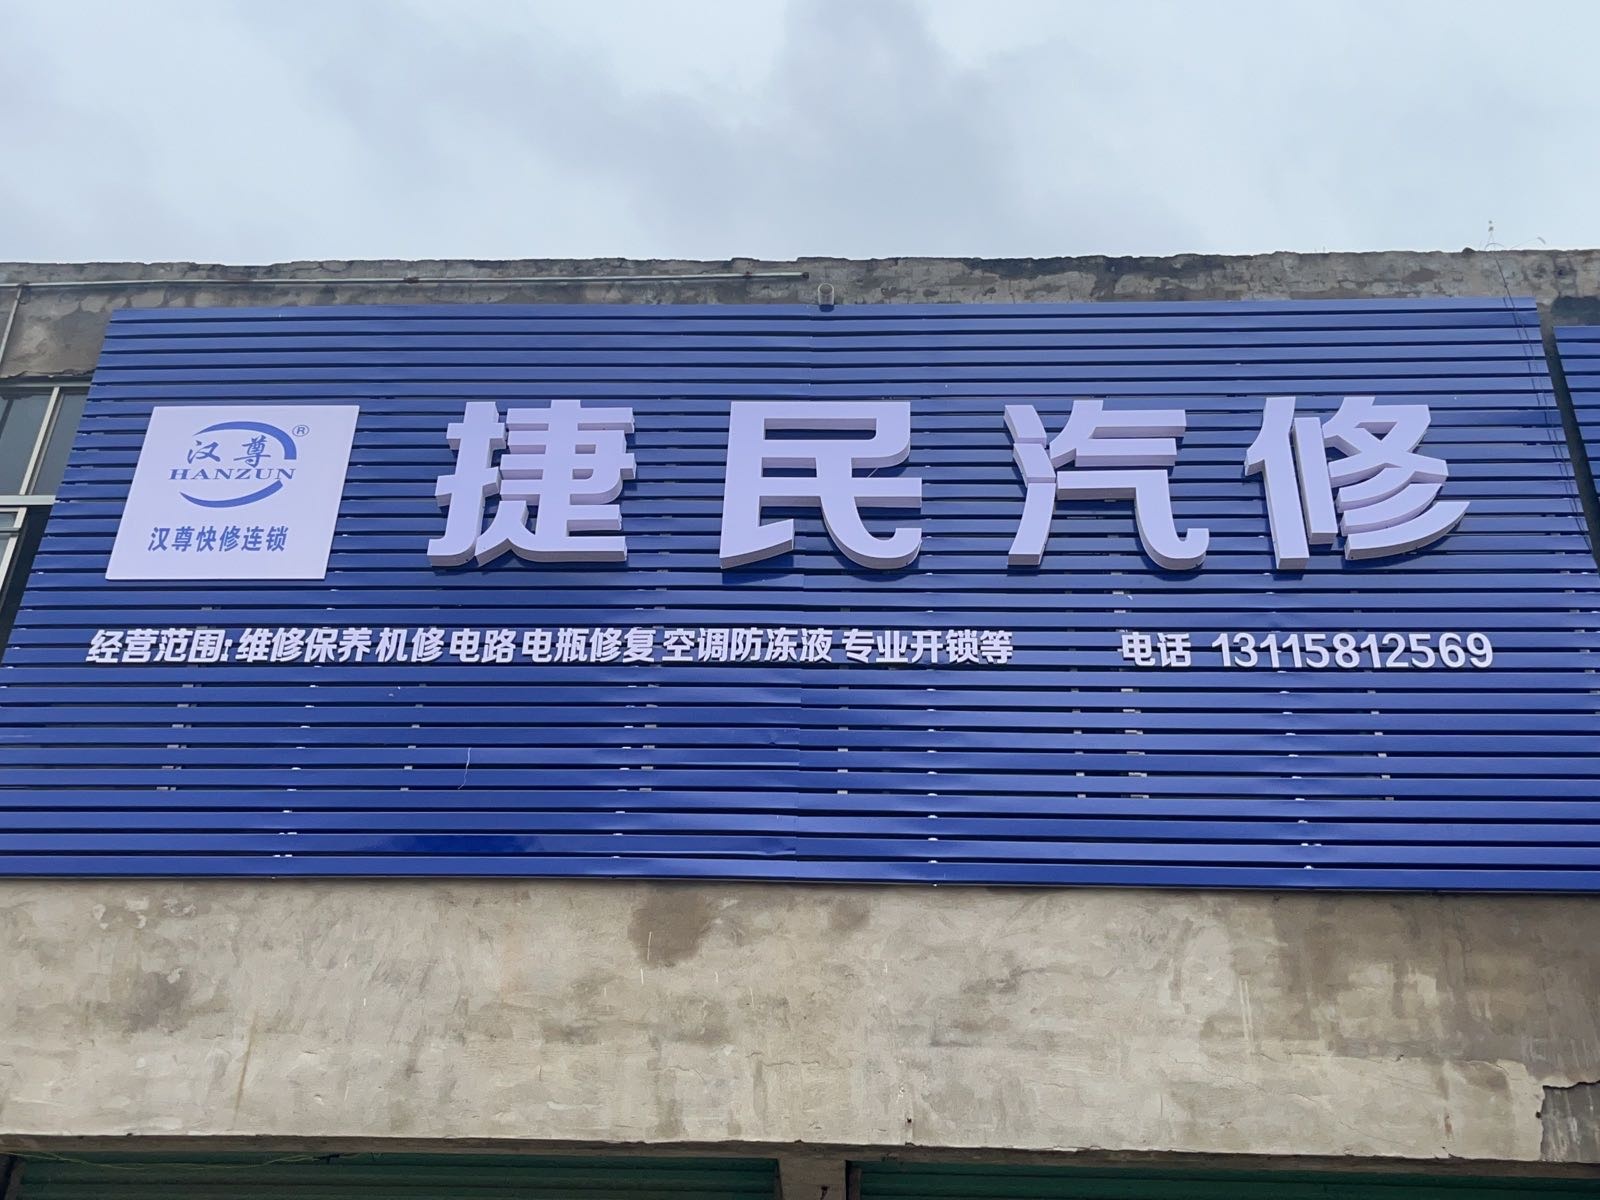 汉尊®
HANZUN
汉尊快修连锁
捷民汽修
经营范围:维修保养 机修 电路 电瓶修复 空调防冻液 专业开锁等 电话 13115812569